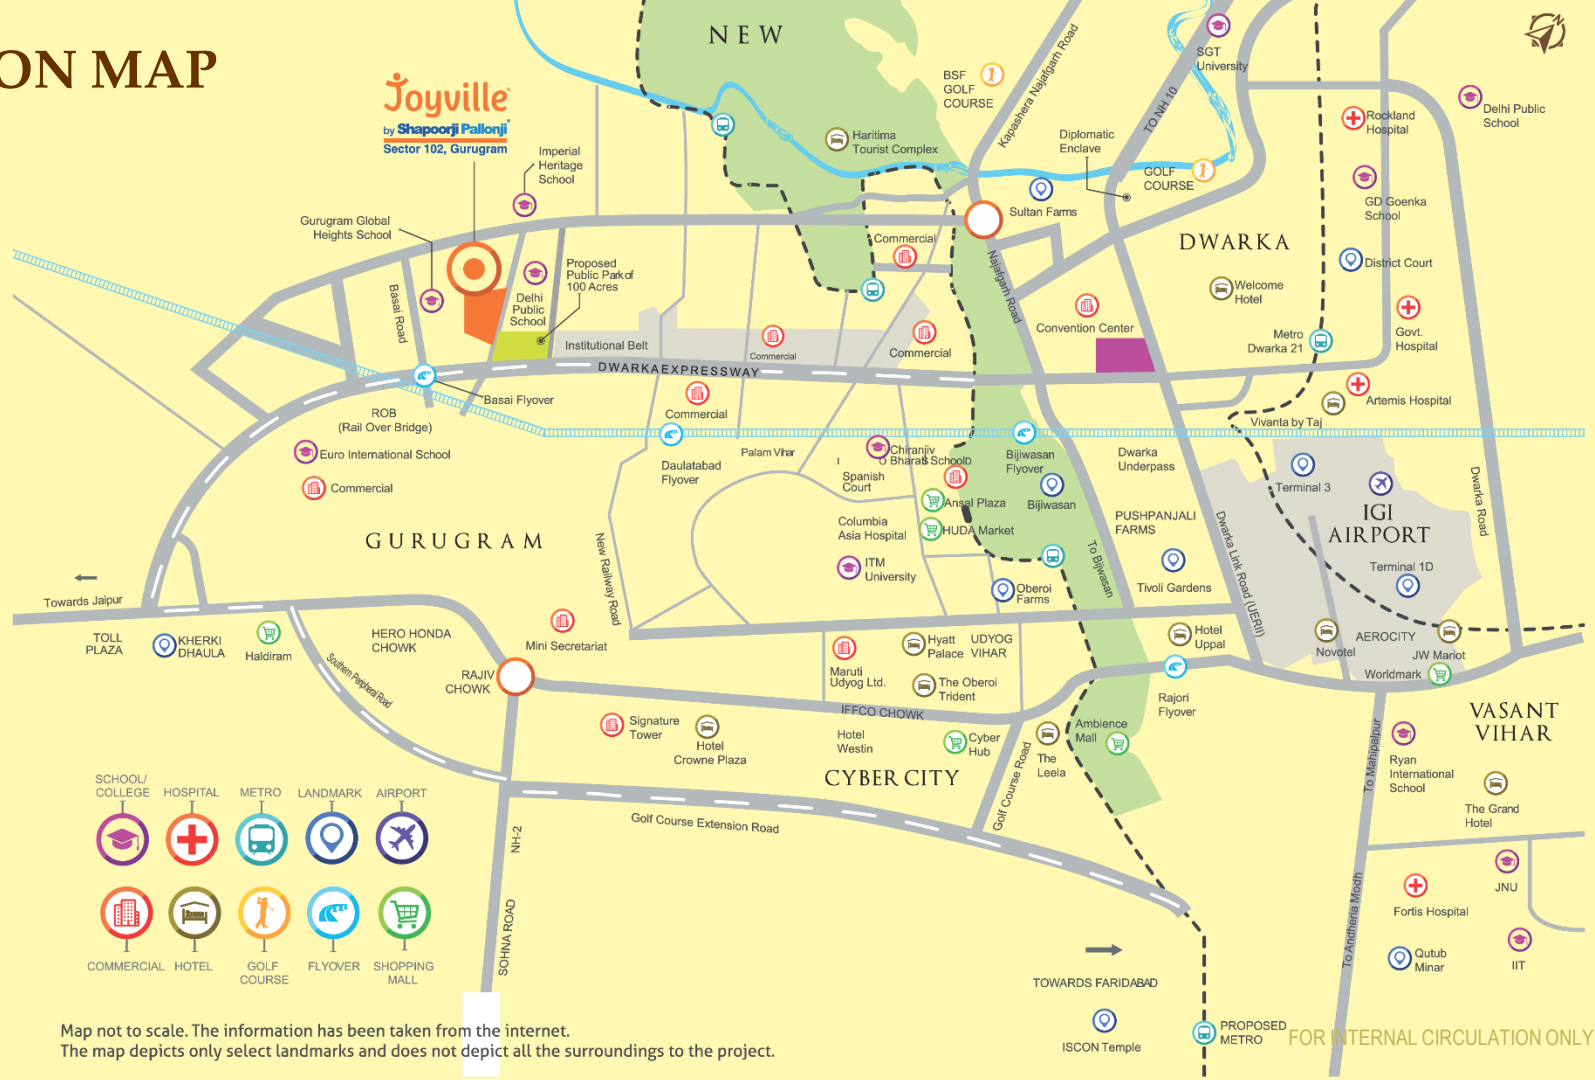 ON MAP
NEW
Joyville
by Shapoorji Pallonji
Sector 102, Gurugram
BSF
GOLF
COURSE
Kapashera Najafgarh Road
SGT
University
TO NH 10
Delhi Public
School
Rockland
Hospital
Haritima
Tourist Complex
Diplomatic
Enclave
Imperial
Heritage
School
GOLF
COURSE
Sultan Farms
GD Goenka
School
Gurugram Global
Heights School
Commercial
DWARKA
Najafgarh Road
District Court
Proposed
Public Park of
100 Acres
Delhi
Public
School
Basai Road
Welcome
Hotel
Convention Center
Metro
Dwarka 21
Govt.
Hospital
Institutional Belt
Commercial
Commercial
DWARKA EXPRESSWAY
Basai Flyover
Commercial
Artemis Hospital
Vivanta by Taj
ROB
(Rail Over Bridge)
Euro International School
Commercial
Daulatabad
Flyover
Palam Vihar
Chiranjiv
Bharati School
Spanish
Court
Bijiwasan
Flyover
Dwarka
Underpass
Ansal Plaza
Bijiwasan
Terminal 3
Dwarka Road
IGI
AIRPORT
GURUGRAM
Columbia
Asia Hospital
HUDA Market
PUSHPANJALI
FARMS
Dwarka Link Road (UERII)
New Railway Road
ITM
University
To Bijwasan
Tivoli Gardens
Terminal 1D
Oberoi
Farms
Towards Jaipur
TOLL
PLAZA
KHERKI
DHAULA
Haldiram
HERO HONDA
CHOWK
Mini Secretariat
Maruti
Udyog Ltd.
Hyatt
Palace
UDYOG
VIHAR
The Oberoi
Trident
Hotel
Uppal
Novotel
AEROCITY
JW Mariot
Worldmark
Southern Peripheral Road
RAJIV
CHOWK
IFFCO CHOWK
Rajori
Flyover
VASANT
VIHAR
Signature
Tower
Hotel
Crowne Plaza
Hotel
Westin
Cyber
Hub
Golf Course Road
The
Leela
Ambience
Mall
To Mahipalpur
Ryan
International
School
CYBER CITY
The Grand
Hotel
SCHOOL/
COLLEGE
HOSPITAL
METRO
LANDMARK
AIRPORT
NH-2
Golf Course Extension Road
JNU
Fortis Hospital
To Andheria Modh
SOHNA ROAD
COMMERCIAL
HOTEL
GOLF
COURSE
FLYOVER
SHOPPING
MALL
Qutub
Minar
IIT
TOWARDS FARIDABAD
ISCON Temple
PROPOSED
METRO
Map not to scale. The information has been taken from the internet.
The map depicts only select landmarks and does not depict all the surroundings to the project.
FOR INTERNAL CIRCULATION ONLY